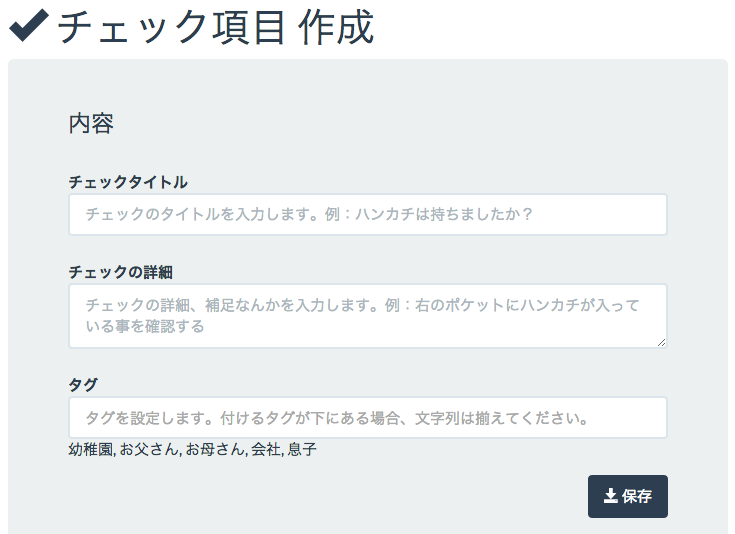 チェック項目 作成
内容
チェックタイトル
チェックのタイトルを入力します。例：ハンカチは持ちましたか？
チェックの詳細
チェックの詳細、補足なんかを入力します。例：右のポケットにハンカチが入って
いる事を確認する
タグ
タグを設定します。付けるタグが下にある場合、文字列は揃えてください。
幼稚園, お父さん, お母さん, 会社, 息子
保存